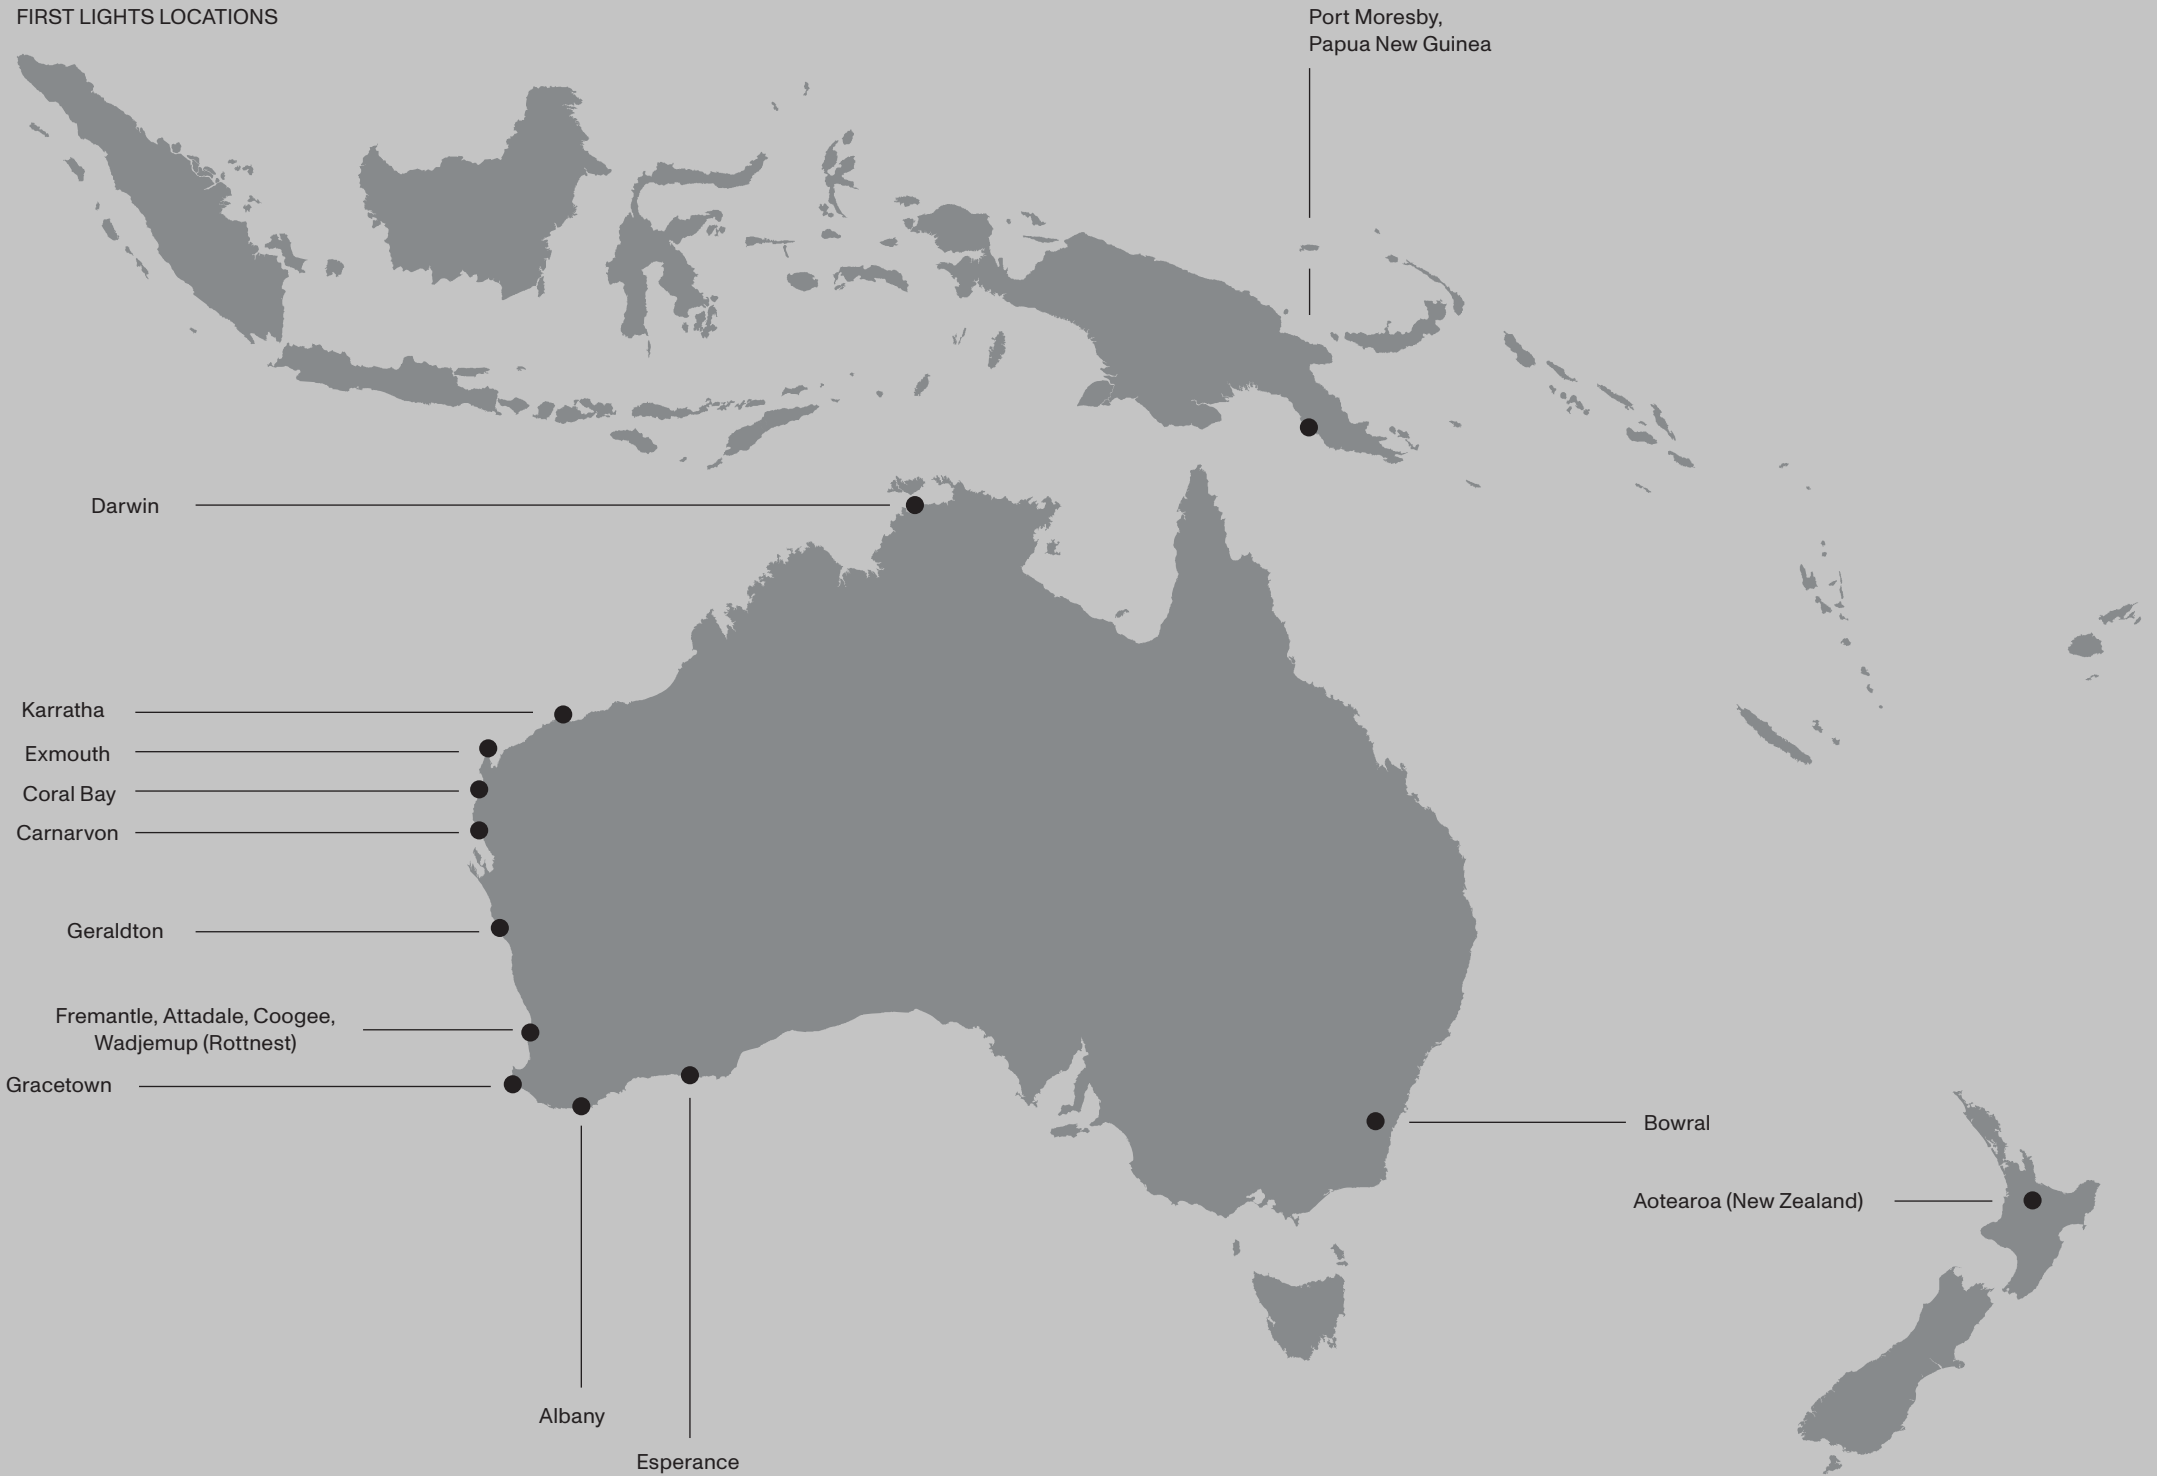 FIRST LIGHTS LOCATIONS
Port Moresby,
Papua New Guinea
Darwin
Karratha
Exmouth
Coral Bay
Carnarvon
Geraldton
Fremantle, Attadale, Coogee,
Wadjemup (Rottnest)
Gracetown
Bowral
Aotearoa (New Zealand)
Albany
Esperance